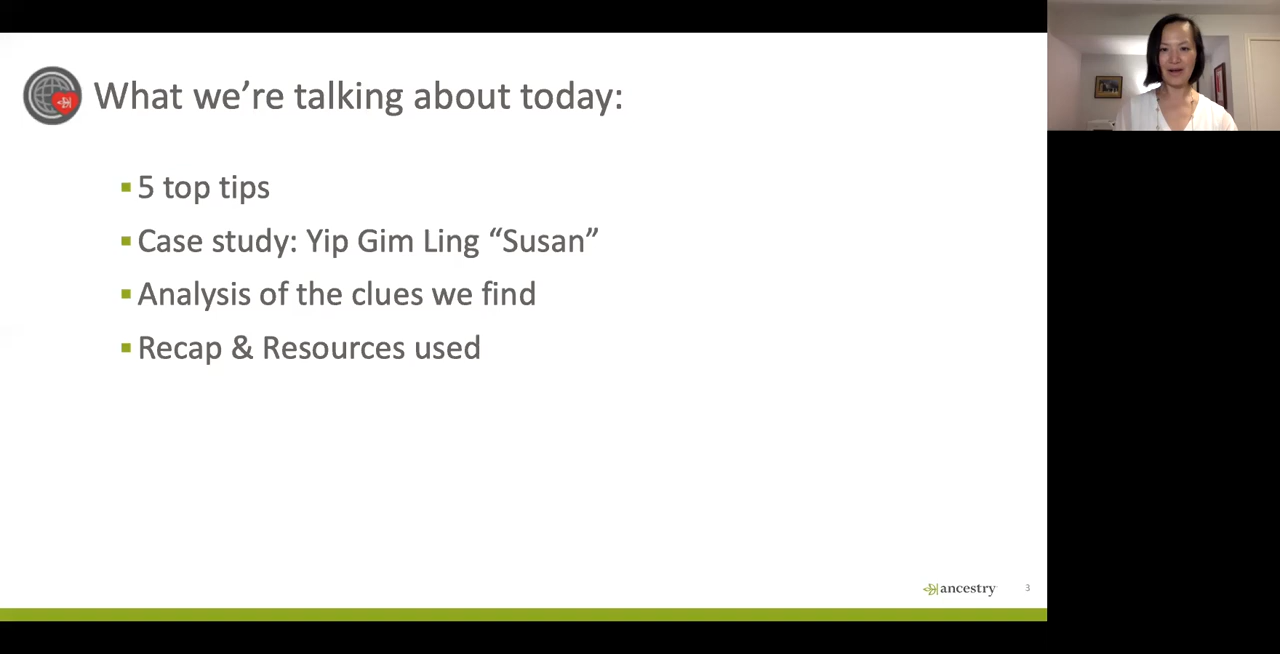 What we're talking about today:
▪5 top tips
▪Case study: Yip Gim Ling “Susan”
▪Analysis of the clues we find
▪Recap & Resources used
ancestry
3